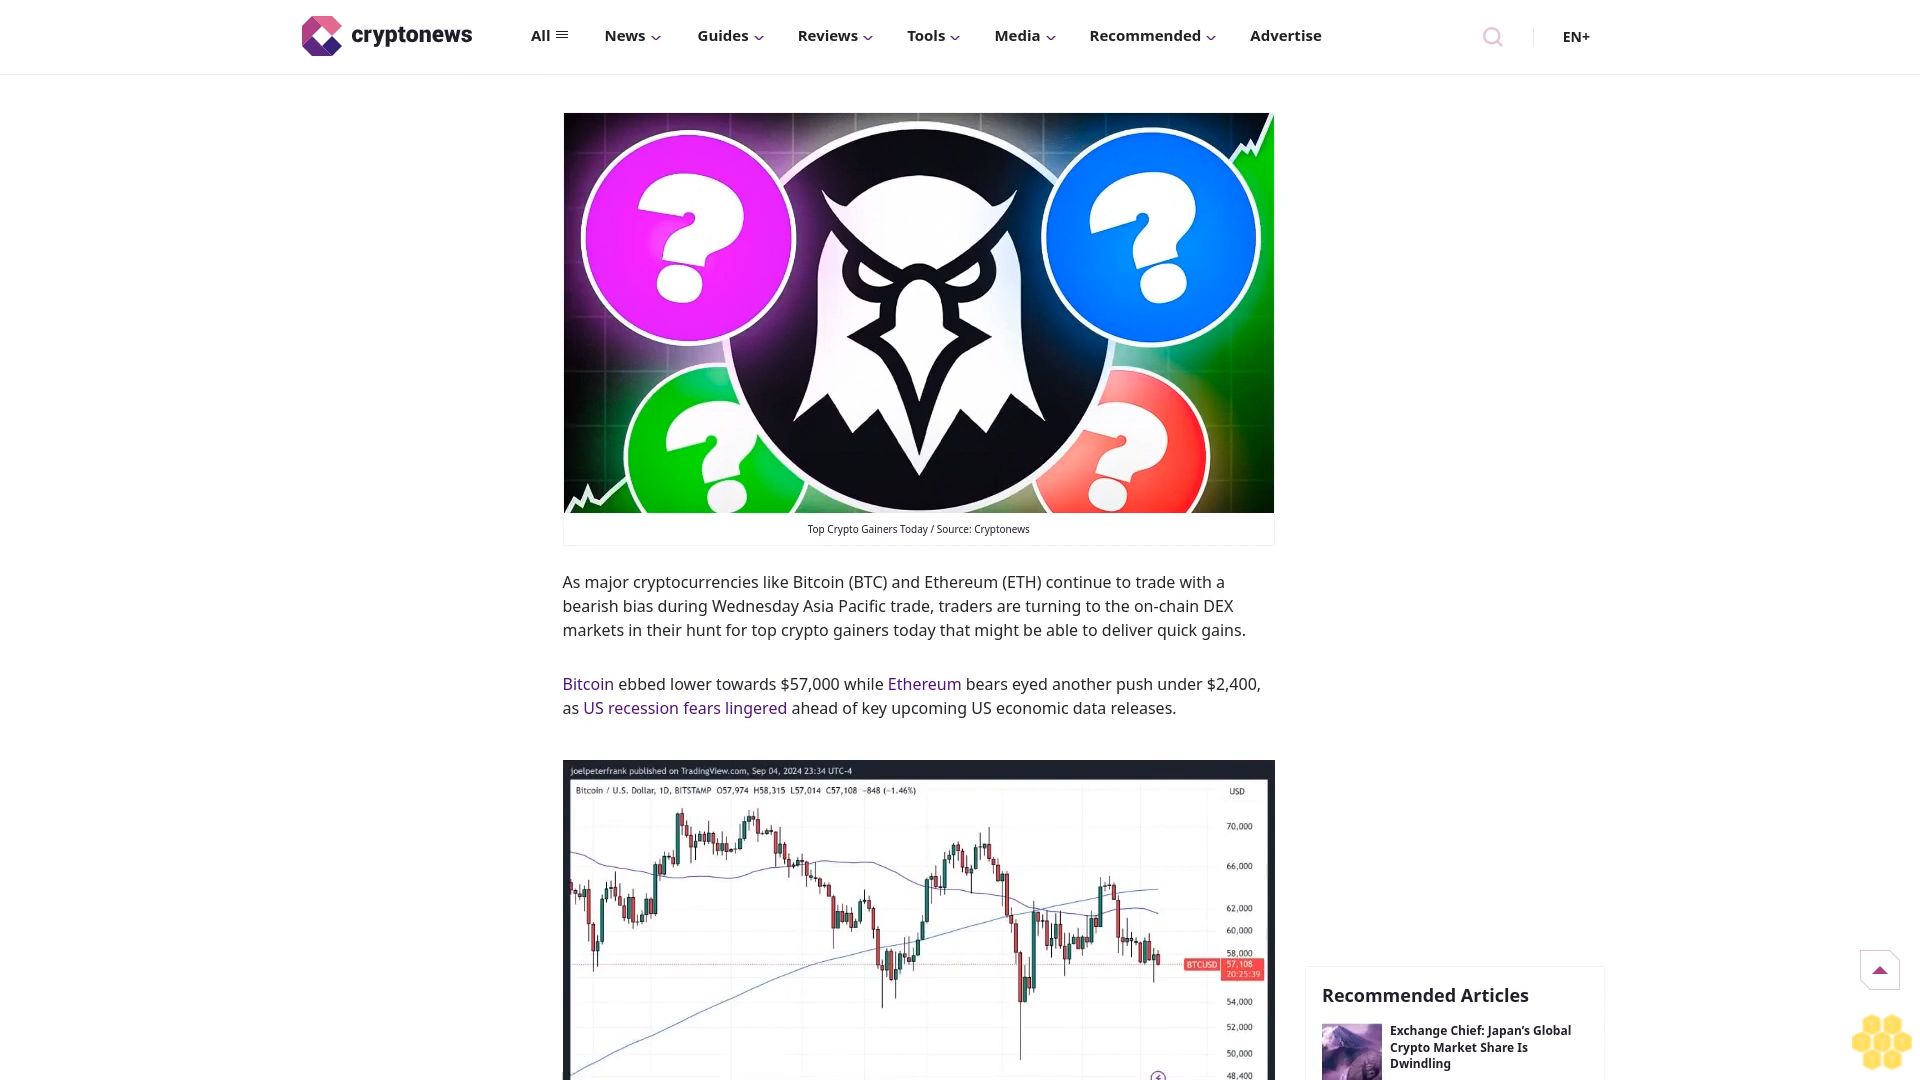 cryptonews
All
News
Guides
Reviews
Tools
Media
Recommended
Advertise
EN+
Top Crypto Gainers Today / Source: Cryptonews
As major cryptocurrencies like Bitcoin (BTC) and Ethereum (ETH) continue to trade with a
bearish bias during Wednesday Asia Pacific trade, traders are turning to the on-chain DEX
markets in their hunt for top crypto gainers today that might be able to deliver quick gains.
Bitcoin ebbed lower towards $57,000 while Ethereum bears eyed another push under $2,400,
as US recession fears lingered ahead of key upcoming US economic data releases.
joelpeterfrank published on TradingView.com, Sep 04, 2024 23:34 UTC-4
Bitcoin / U.S. Dollar, 1D, BITSTAMP O57,974 H58,315 L57,014 C57,108 -848 (-1.46%)
USD
70,000
66,000
62,000
60,000
58,000
BTCUSD 57,108
20:25:39
54,000
52,000
50,000
48,400
Recommended Articles
Exchange Chief: Japan’s Global
Crypto Market Share Is
Dwindling